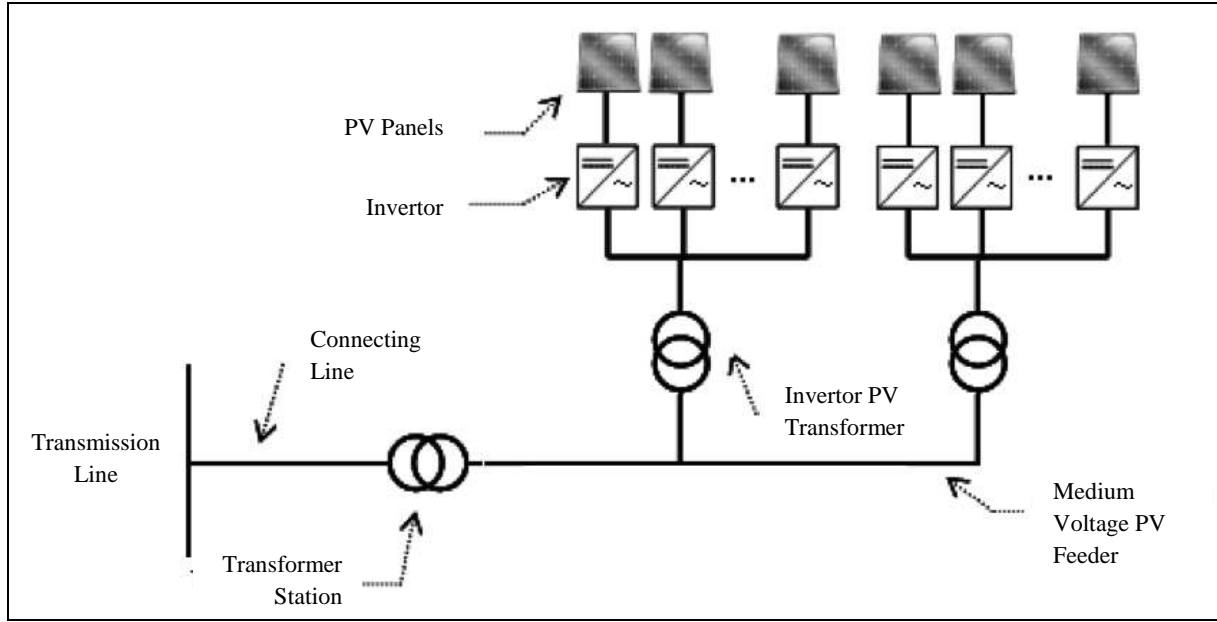 PV Panels
...
...
Invertor
Connecting
Line
Invertor PV
Transformer
Transmission
Line
Medium
Voltage PV
Feeder
Transformer
Station